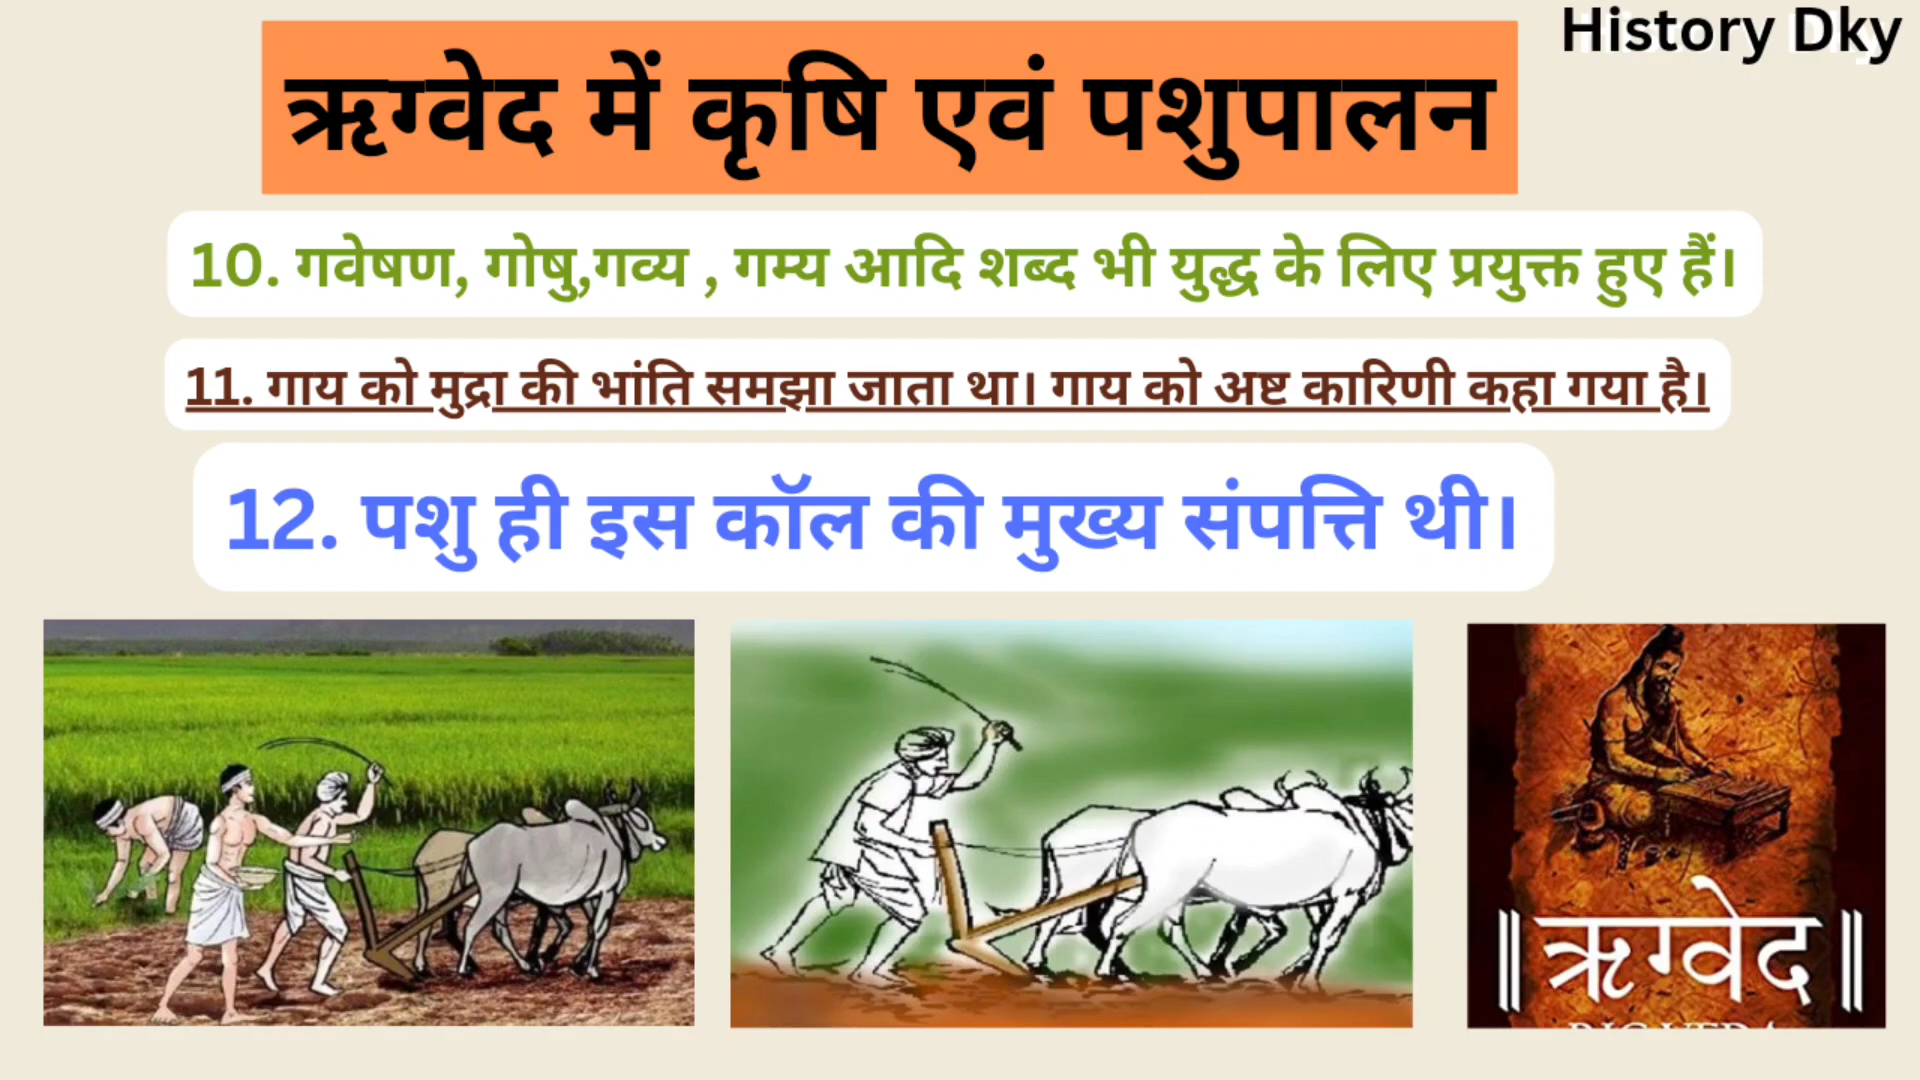 History Dky
ऋग्वेद में कृषि एवं पशुपालन
10. गवेषण, गोषु,गव्य , गम्य आदि शब्द भी युद्ध के लिए प्रयुक्त हुए हैं।
11. गाय को मुद्रा की भांति समझा जाता था। गाय को अष्ट कारिणी कहा गया है।
12. पशु ही इस कॉल की मुख्य संपत्ति थी।
॥ ऋग्वेद ॥